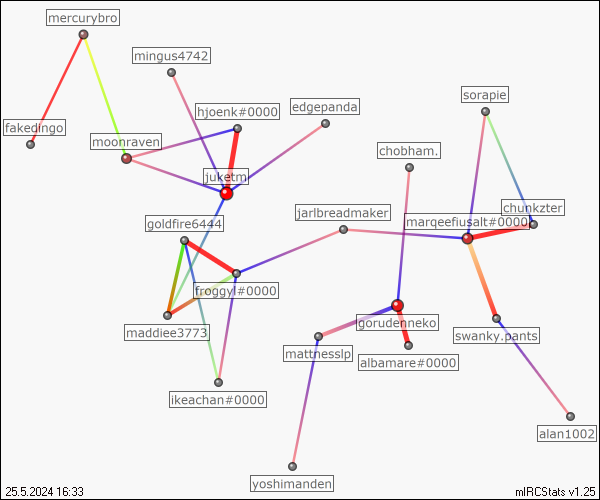 mercurybro
mingus4742
sorapie
hjoenk#0000
edgepanda
fakedingo
moonraven
chobham.
juketm
jarlbreadmaker
chunkzter
marqeefiusalt#0000
goldfire6444
froggyl#0000
maddiee3773
gorudenneko
swanky.pants
mattnesslp
albamare#0000
ikeachan#0000
alan1002
yoshimanden
25.5.2024 16:33
mIRCStats v1.25